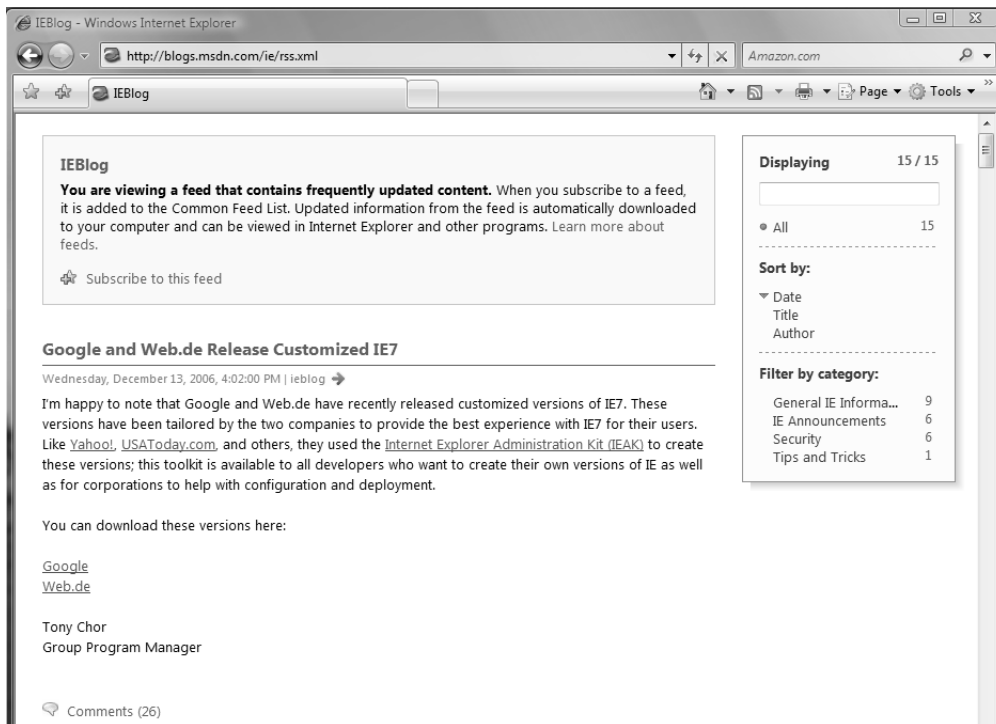 IEBlog - Windows Internet Explorer
http://blogs.msdn.com/ie/rss.xml
Amazon.com
IEBlog
Page
Tools
»
IEBlog
You are viewing a feed that contains frequently updated content. When you subscribe to a feed,
it is added to the Common Feed List. Updated information from the feed is automatically downloaded
to your computer and can be viewed in Internet Explorer and other programs. Learn more about
feeds.
Subscribe to this feed
Google and Web.de Release Customized IE7
Wednesday, December 13, 2006, 4:02:00 PM | ieblog
I'm happy to note that Google and Web.de have recently released customized versions of IE7. These
versions have been tailored by the two companies to provide the best experience with IE7 for their users.
Like Yahoo!, USAToday.com, and others, they used the Internet Explorer Administration Kit (IEAK) to create
these versions; this toolkit is available to all developers who want to create their own versions of IE as well
as for corporations to help with configuration and deployment.
You can download these versions here:
Google
Web.de
Tony Chor
Group Program Manager
Comments (26)
Displaying 15 / 15
All 15
Sort by:
Date
Title
Author
Filter by category:
General IE Informa... 9
IE Announcements 6
Security 6
Tips and Tricks 1